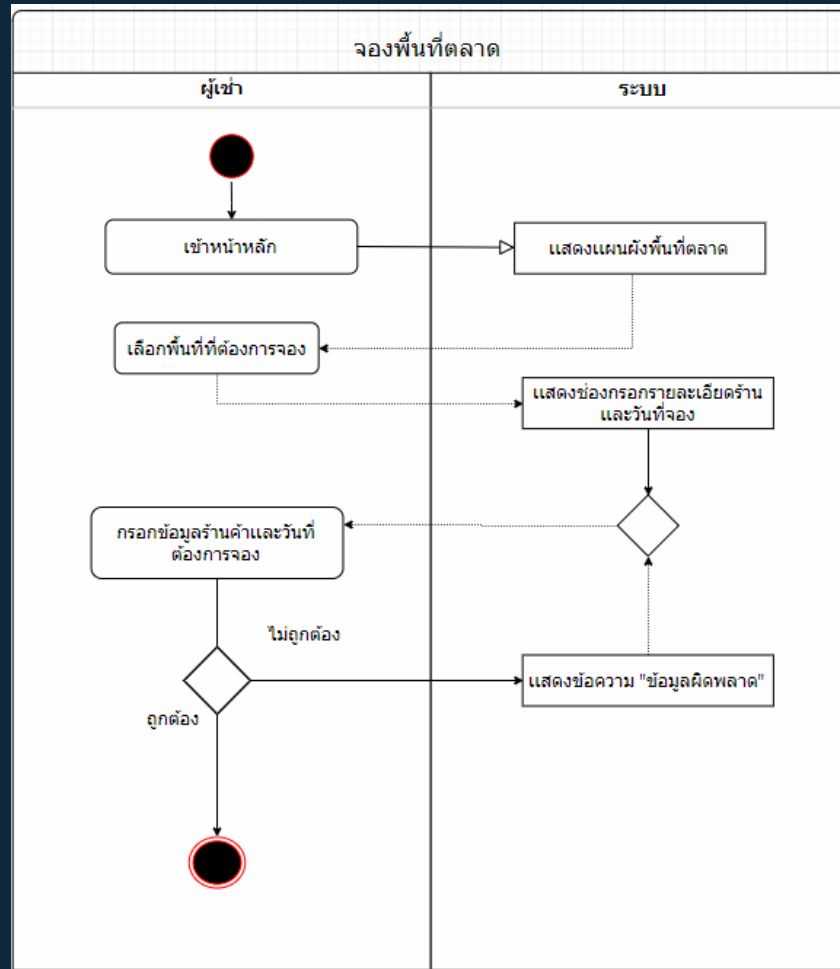 จองพื้นที่ตลาด
ผู้เช่า
ระบบ
เข้าหน้าหลัก
แสดงแผนผังพื้นที่ตลาด
เลือกพื้นที่ที่ต้องการจอง
แสดงช่องกรอกรายละเอียดร้าน
และวันที่จอง
กรอกข้อมูลร้านค้าและวันที่
ต้องการจอง
ไม่ถูกต้อง
แสดงข้อความ "ข้อมูลผิดพลาด"
ถูกต้อง